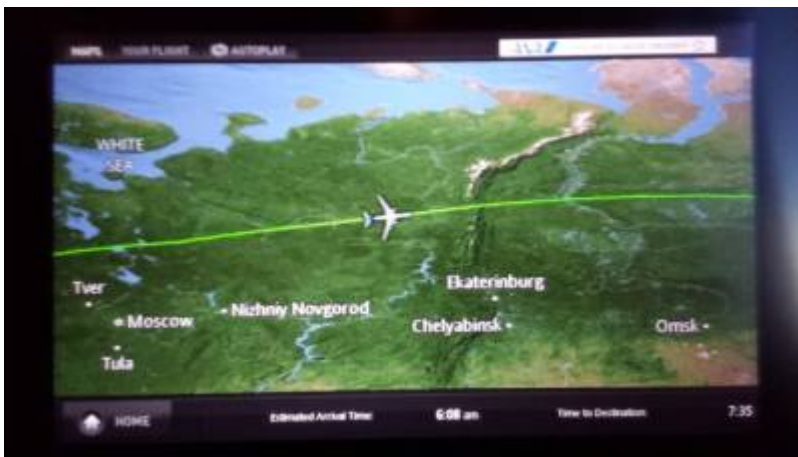 MAPS YOUR FLIGHT AUTOPLAY
WHITE
SEA
Tver
Ekaterinburg
Nizhniy Novgorod
Moscow
Chelyabinsk
Omsk
Tula
HOME Estimated Arrival Time: 6:08 am Time to Destination: 7:35